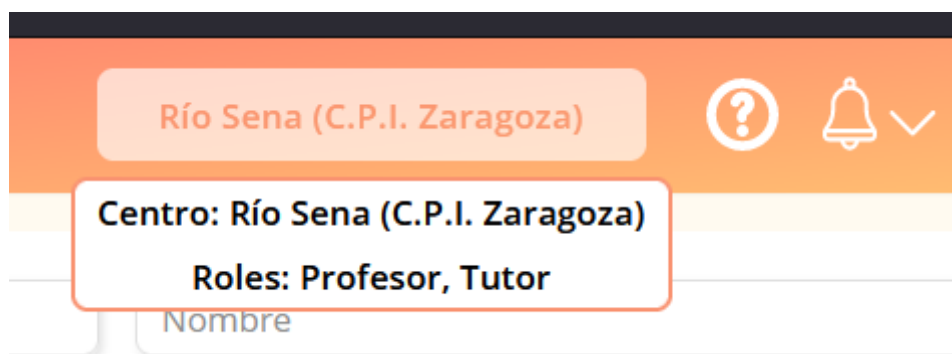 Río Sena (C.P.I. Zaragoza)
Centro: Río Sena (C.P.I. Zaragoza)
Roles: Profesor, Tutor
Nombre